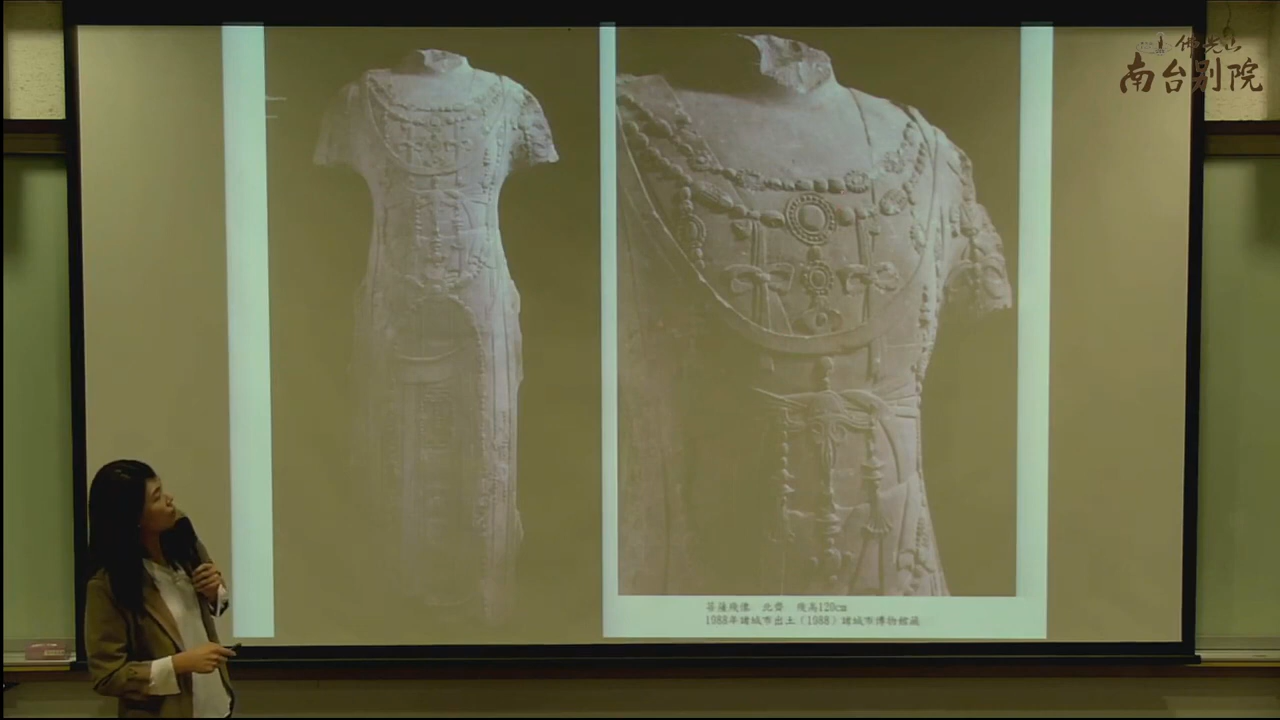 佛光山
南台别院
菩薩殘像　北齊　殘高120cm
1988年諸城市出土（1988）諸城市博物館藏